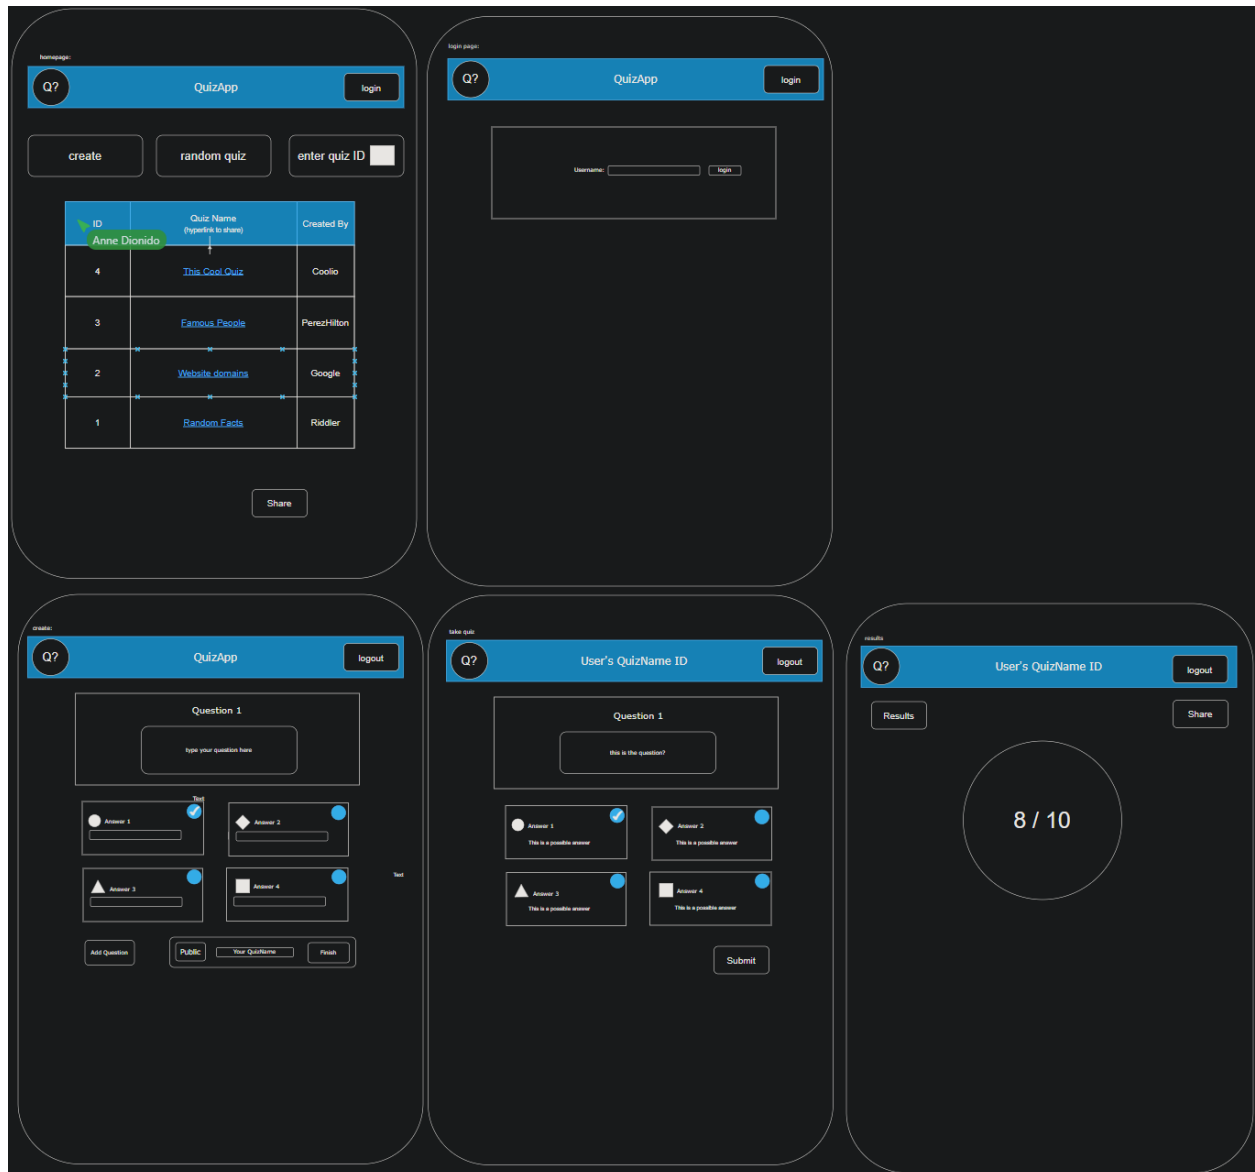 homepage:
Q?
QuizApp
login
create
random quiz
enter quiz ID
ID
Quiz Name
(hyperlink to share)
Created By
Anne Dionido
4
This Cool Quiz
Coolio
3
Famous People
PerezHilton
2
Website domains
Google
1
Random Facts
Riddler
Share
login page:
Q?
QuizApp
login
Username:
login
create:
Q?
QuizApp
logout
Question 1
type your question here
Text
Answer 1
Answer 2
Answer 3
Answer 4
Text
Add Question
Public
Your QuizName
Finish
take quiz
Q?
User's QuizName ID
logout
Question 1
this is the question?
Answer 1
This is a possible answer
Answer 2
This is a possible answer
Answer 3
This is a possible answer
Answer 4
This is a possible answer
Submit
results
Q?
User's QuizName ID
logout
Results
Share
8 / 10